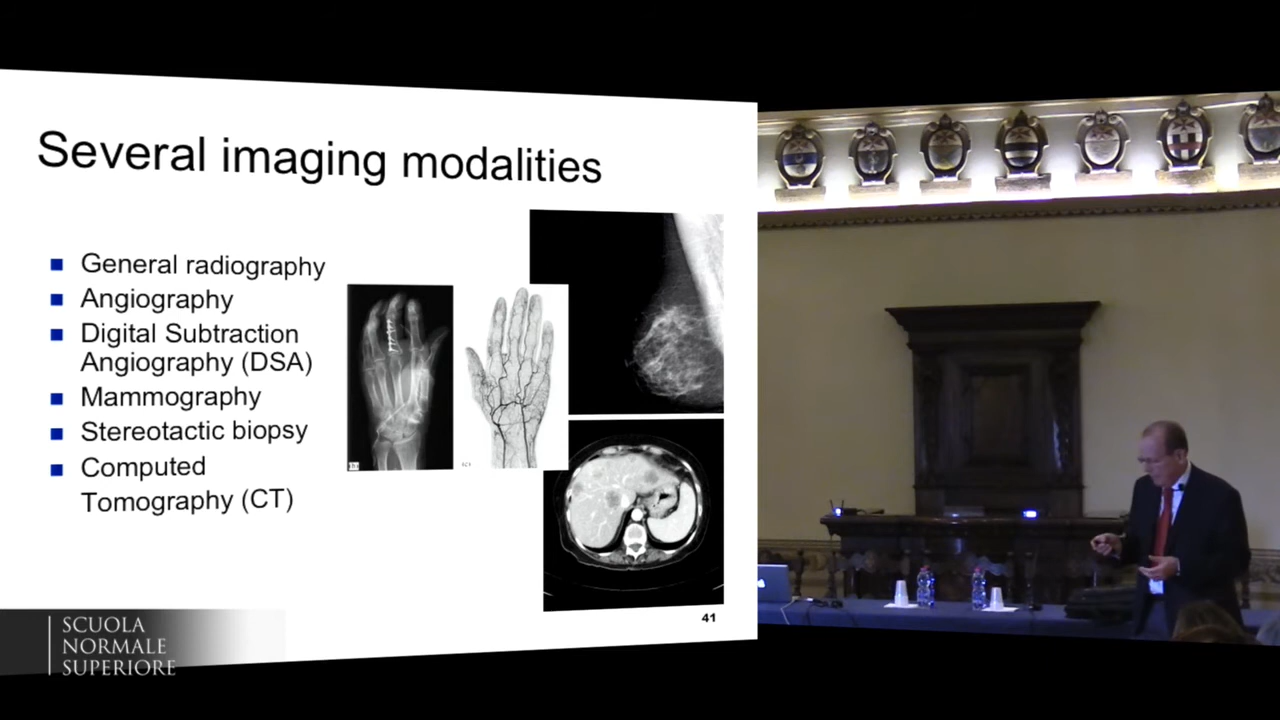 Several imaging modalities
General radiography
Angiography
Digital Subtraction
Angiography (DSA)
Mammography
Stereotactic biopsy
Computed
Tomography (CT)
41
SCUOLA
NORMALE
SUPERIORE